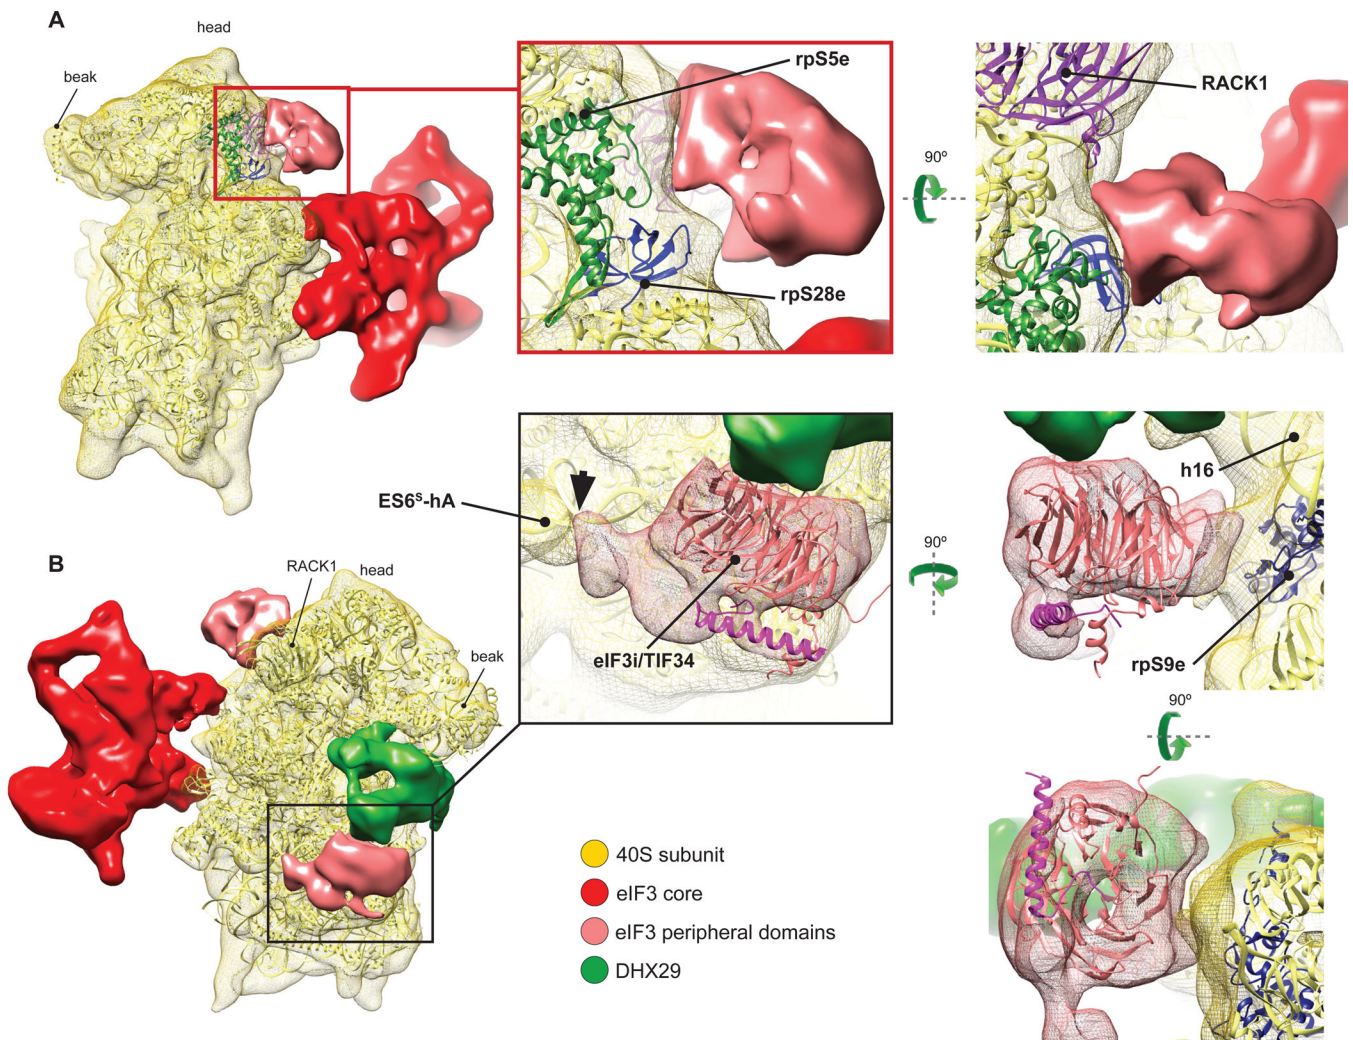 A
head
beak
rpS5e
rpS28e
90º
RACK1
ES6ˢ-hA
eIF3i/TIF34
90º
h16
rpS9e
90º
B
RACK1
head
beak
40S subunit
eIF3 core
eIF3 peripheral domains
DHX29